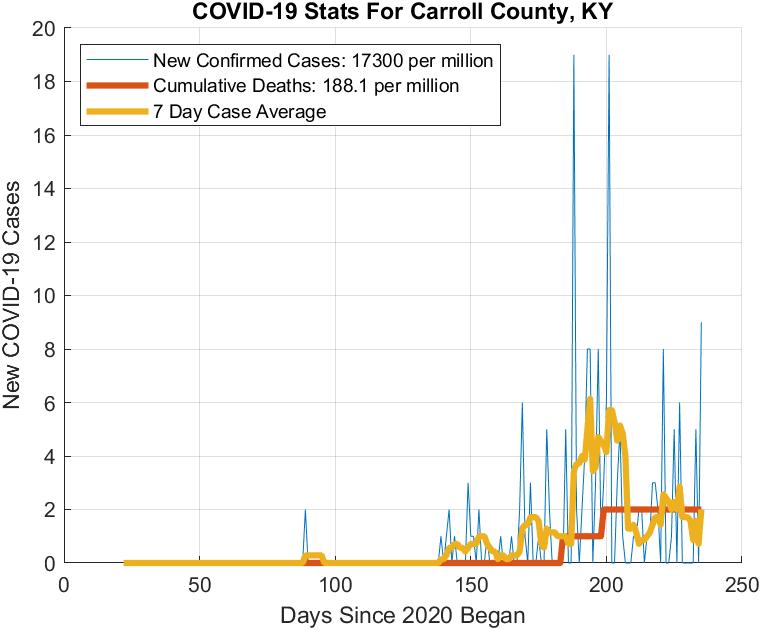 COVID-19 Stats For Carroll County, KY
New Confirmed Cases: 17300 per million
Cumulative Deaths: 188.1 per million
7 Day Case Average
New COVID-19 Cases
20
18
16
14
12
10
8
6
4
2
0
0 50 100 150 200 250
Days Since 2020 Began